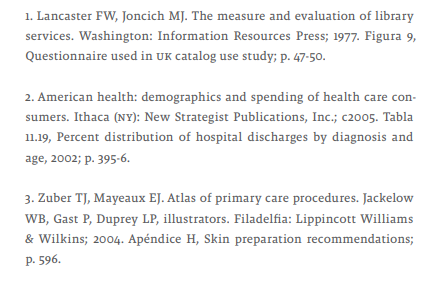 1. Lancaster FW, Joncich MJ. The measure and evaluation of library
services. Washington: Information Resources Press; 1977. Figura 9,
Questionnaire used in UK catalog use study; p. 47-50.
2. American health: demographics and spending of health care con-
sumers. Ithaca (NY): New Strategist Publications, Inc.; c2005. Tabla
11.19, Percent distribution of hospital discharges by diagnosis and
age, 2002; p. 395-6.
3. Zuber TJ, Mayeaux EJ. Atlas of primary care procedures. Jackelow
WB, Gast P, Duprey LP, illustrators. Filadelfia: Lippincott Williams
& Wilkins; 2004. Apéndice H, Skin preparation recommendations;
p. 596.